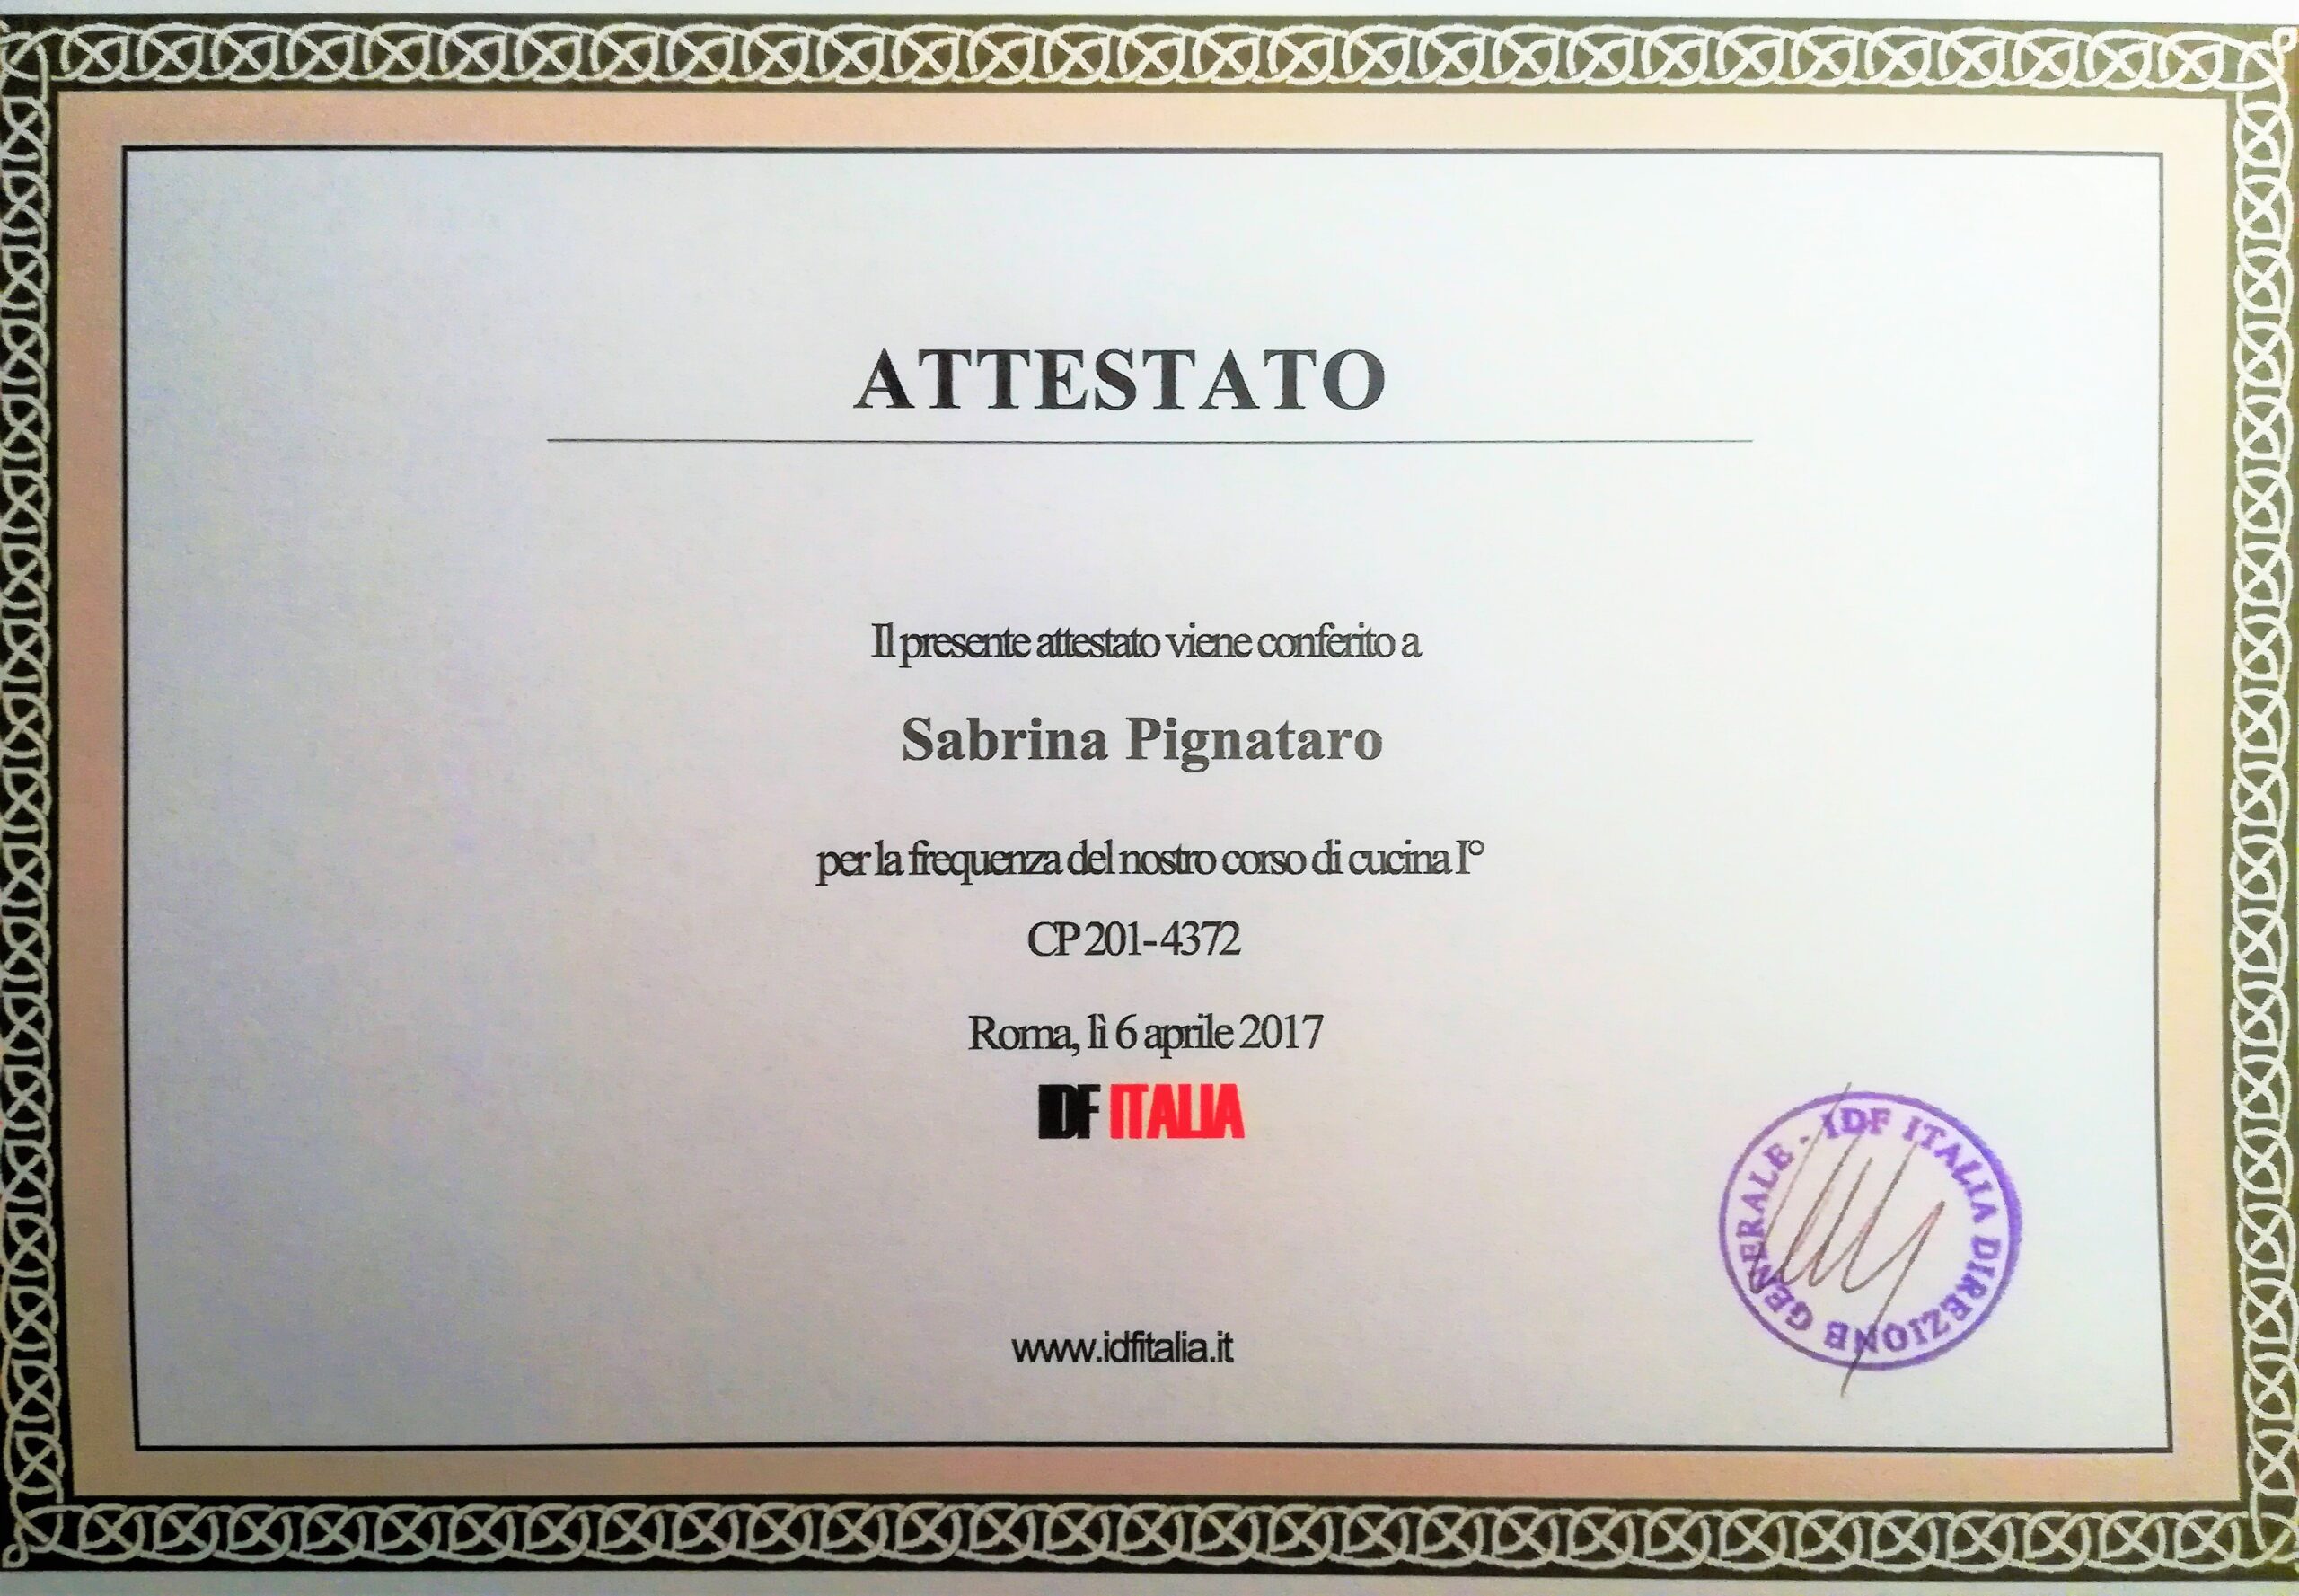 ATTESTATO
Il presente attestato viene conferito a
Sabrina Pignataro
per la frequenza del nostro corso di cucina I°
CP 201-4372
Roma, lì 6 aprile 2017
IDF ITALIA
IDF ITALIA DIREZIONE GENERALE -
www.idfitalia.it